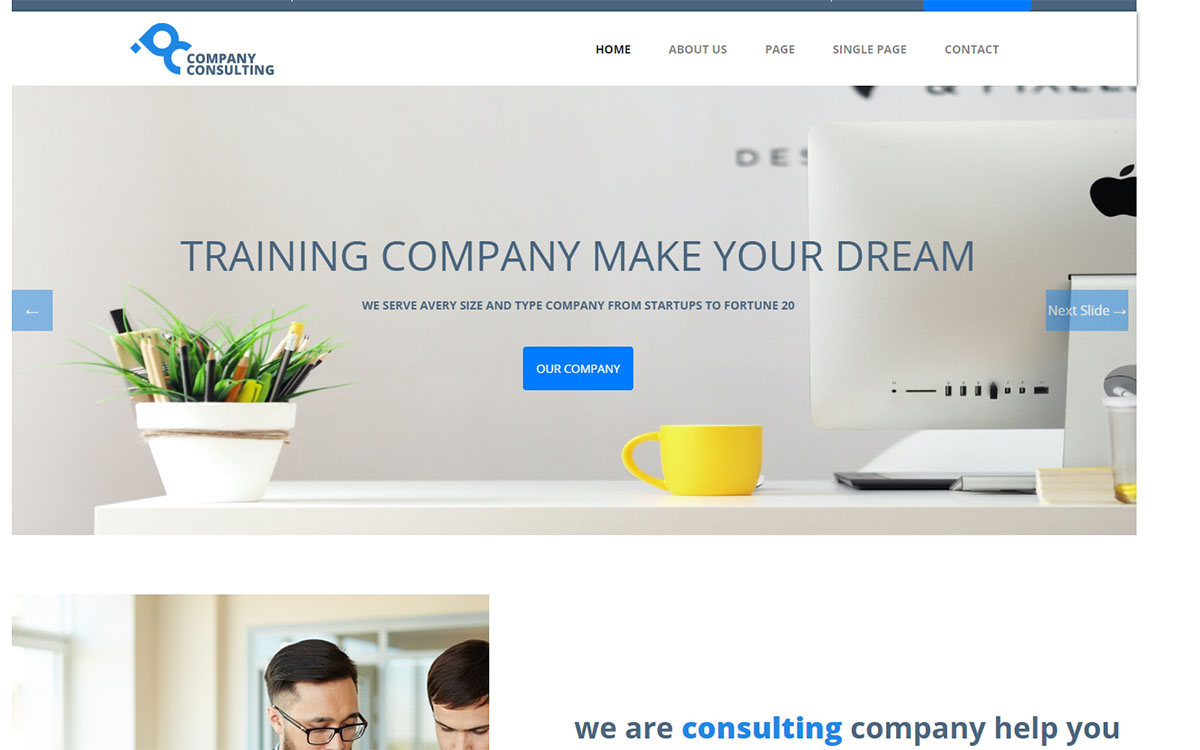 COMPANY
CONSULTING
HOME ABOUT US PAGE SINGLE PAGE CONTACT
DES
TRAINING COMPANY MAKE YOUR DREAM
WE SERVE AVERY SIZE AND TYPE COMPANY FROM STARTUPS TO FORTUNE 20
←
Next Slide →
OUR COMPANY
we are consulting company help you